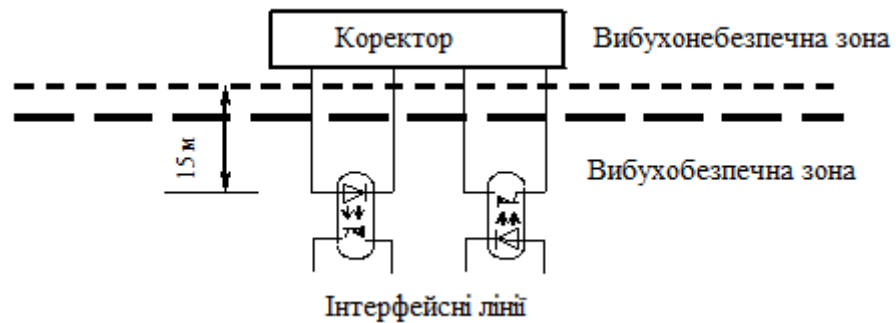 Коректор
Вибухонебезпечна зона
15 м
Вибухобезпечна зона
Інтерфейсні лінії